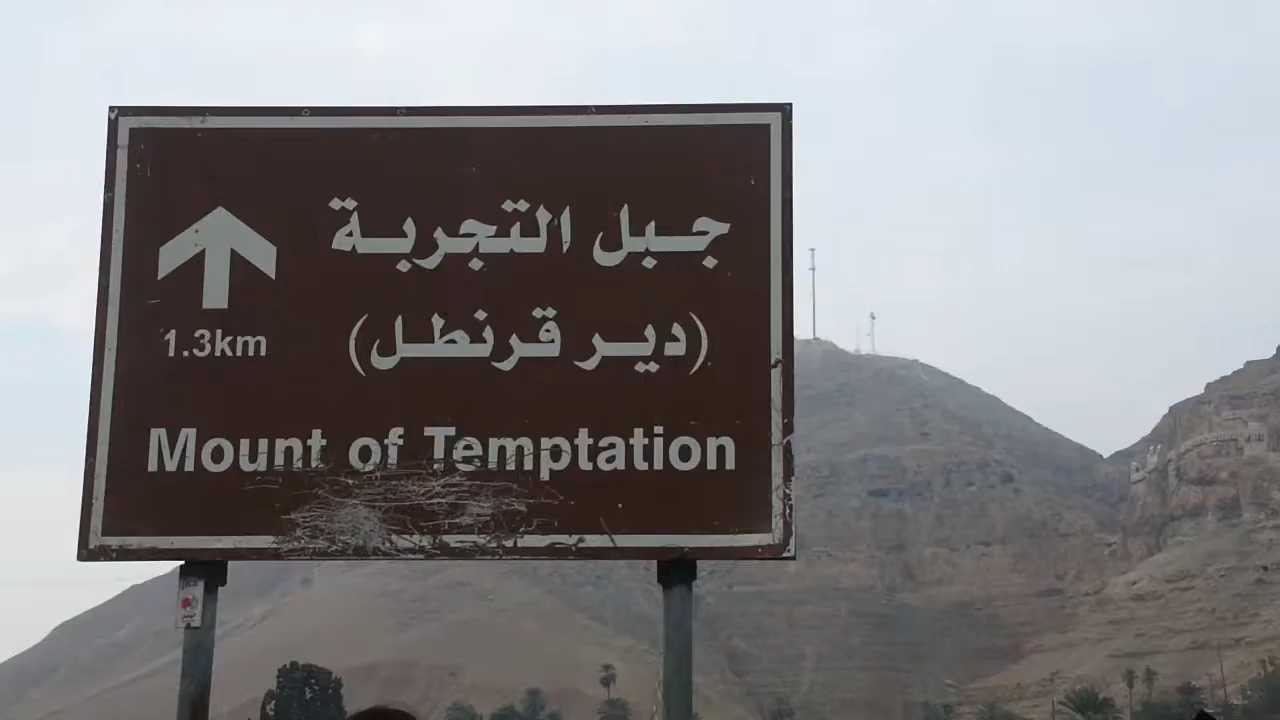 جبل التجربة
(دير قرنطل)
1.3km
Mount of Temptation